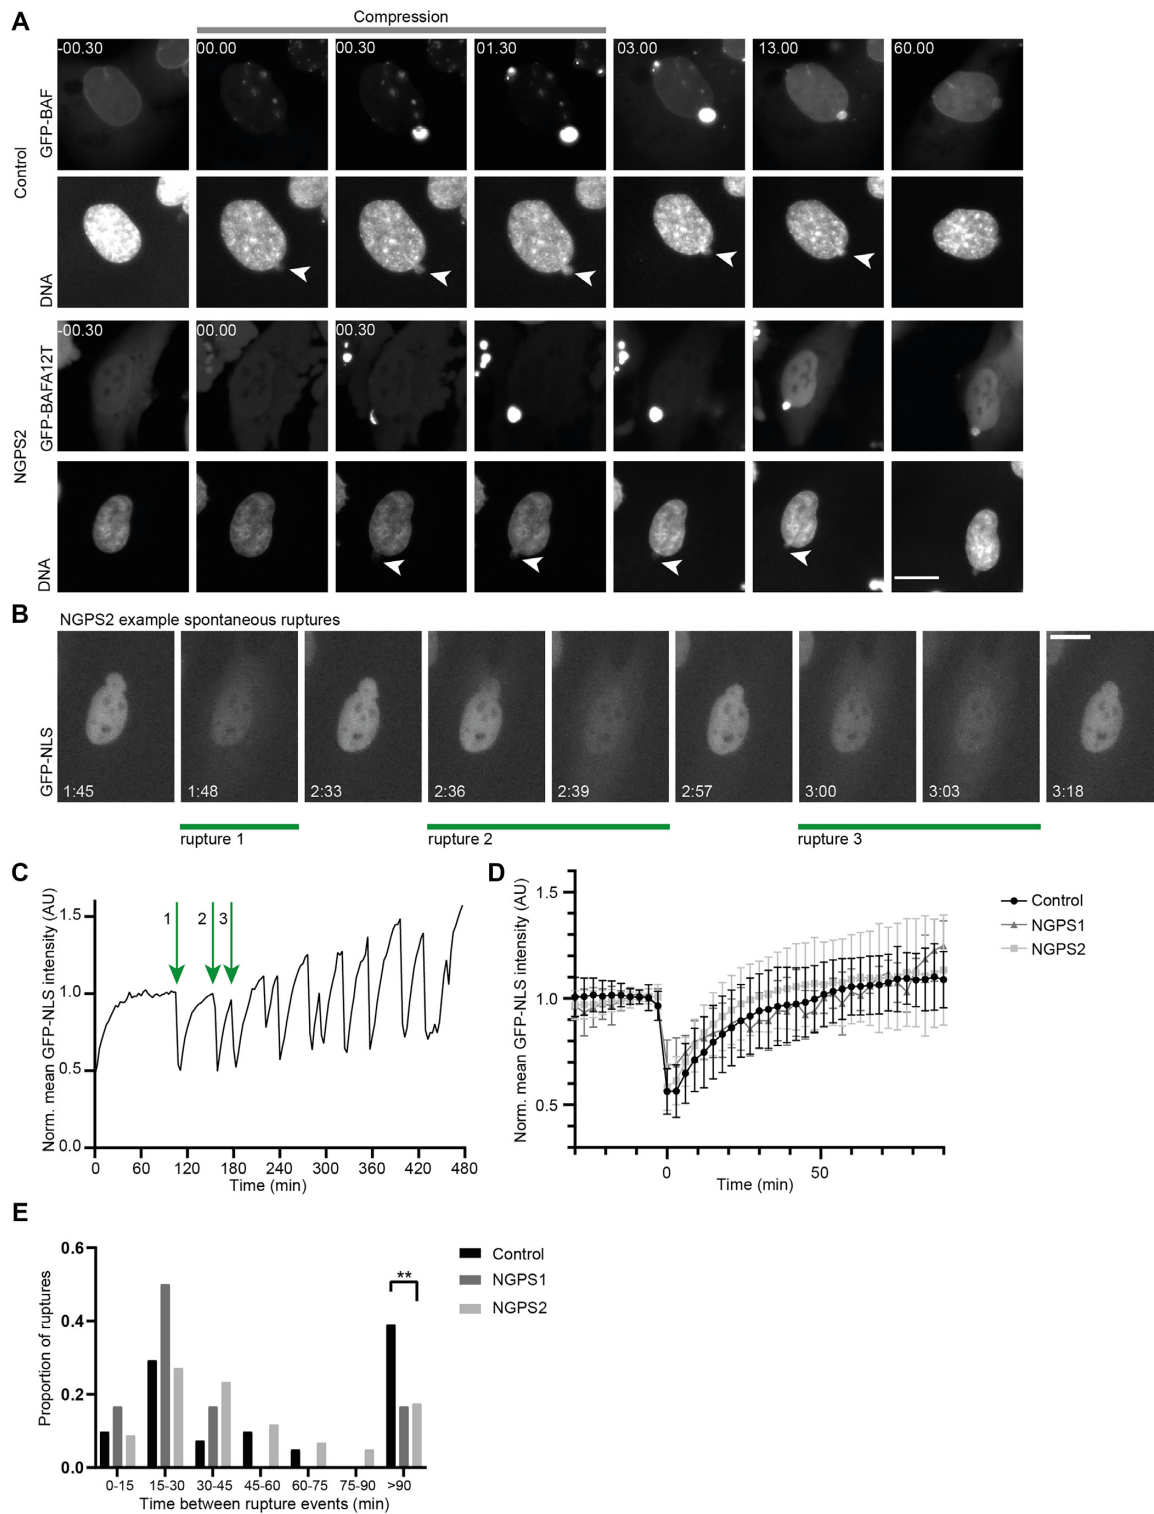 A
Compression
Control
GFP-BAF
-00.30
00.00
00.30
01.30
03.00
13.00
60.00
DNA
NGPS2
GFP-BAFA12T
-00.30
00.00
00.30
DNA
B
NGPS2 example spontaneous ruptures
GFP-NLS
1:45
1:48
2:33
2:36
2:39
2:57
3:00
3:03
3:18
rupture 1
rupture 2
rupture 3
C
Norm. mean GFP-NLS intensity (AU)
1.5
1.0
0.5
0.0
1
2
3
0
60
120
180
240
300
360
420
480
Time (min)
D
Norm. mean GFP-NLS intensity (AU)
1.5
1.0
0.5
0
50
Time (min)
Control
NGPS1
NGPS2
E
Proportion of ruptures
0.6
0.4
0.2
0.0
**
0-15
15-30
30-45
45-60
60-75
75-90
>90
Time between rupture events (min)
Control
NGPS1
NGPS2